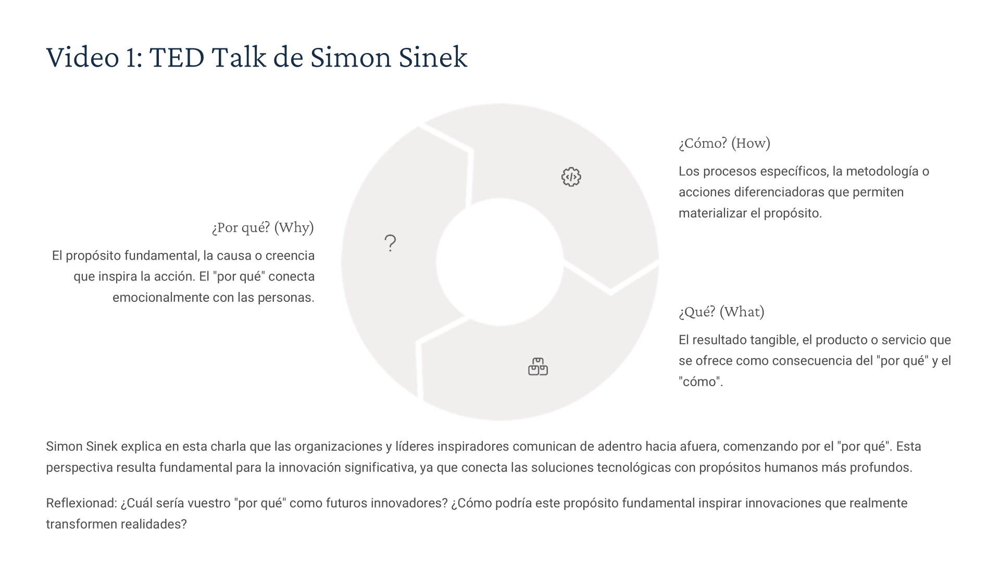 Video 1: TED Talk de Simon Sinek
¿Por qué? (Why)
El propósito fundamental, la causa o creencia
que inspira la acción. El "por qué" conecta
emocionalmente con las personas.
¿Cómo? (How)
Los procesos específicos, la metodología o
acciones diferenciadoras que permiten
materializar el propósito.
¿Qué? (What)
El resultado tangible, el producto o servicio que
se ofrece como consecuencia del "por qué" y el
"cómo".
Simon Sinek explica en esta charla que las organizaciones y líderes inspiradores comunican de adentro hacia afuera, comenzando por el "por qué". Esta
perspectiva resulta fundamental para la innovación significativa, ya que conecta las soluciones tecnológicas con propósitos humanos más profundos.
Reflexionad: ¿Cuál sería vuestro "por qué" como futuros innovadores? ¿Cómo podría este propósito fundamental inspirar innovaciones que realmente
transformen realidades?